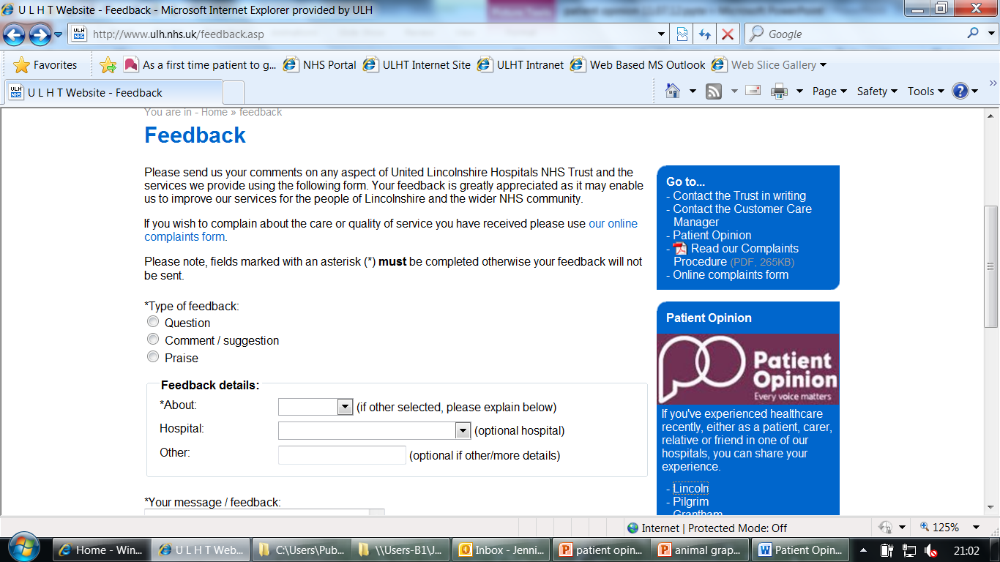 U L H T Website - Feedback - Microsoft Internet Explorer provided by ULH
http://www.ulh.nhs.uk/feedback.asp
Google
Favorites
As a first time patient to g...
NHS Portal
ULHT Internet Site
ULHT Intranet
Web Based MS Outlook
Web Slice Gallery
ULH NHS
U L H T Website - Feedback
Page
Safety
Tools
You are in - Home » feedback
Feedback
Please send us your comments on any aspect of United Lincolnshire Hospitals NHS Trust and the
services we provide using the following form. Your feedback is greatly appreciated as it may enable
us to improve our services for the people of Lincolnshire and the wider NHS community.
If you wish to complain about the care or quality of service you have received please use our online
complaints form.
Please note, fields marked with an asterisk (*) must be completed otherwise your feedback will not
be sent.
*Type of feedback:
Question
Comment / suggestion
Praise
Feedback details:
*About:
(if other selected, please explain below)
Hospital:
(optional hospital)
Other:
(optional if other/more details)
*Your message / feedback:
Go to...
- Contact the Trust in writing
- Contact the Customer Care
Manager
- Patient Opinion
- Read our Complaints
Procedure (PDF, 265KB)
- Online complaints form
Patient Opinion
Patient
Opinion
Every voice matters
If you've experienced healthcare
recently, either as a patient, carer,
relative or friend in one of our
hospitals, you can share your
experience.
- Lincoln
- Pilgrim
- Grantham
Internet | Protected Mode: Off
125%
Home - Win...
U L H T Web...
C:\Users\Pub...
\\Users-B1\J...
Inbox - Jenni...
patient opin...
animal grap...
Patient Opin...
21:02